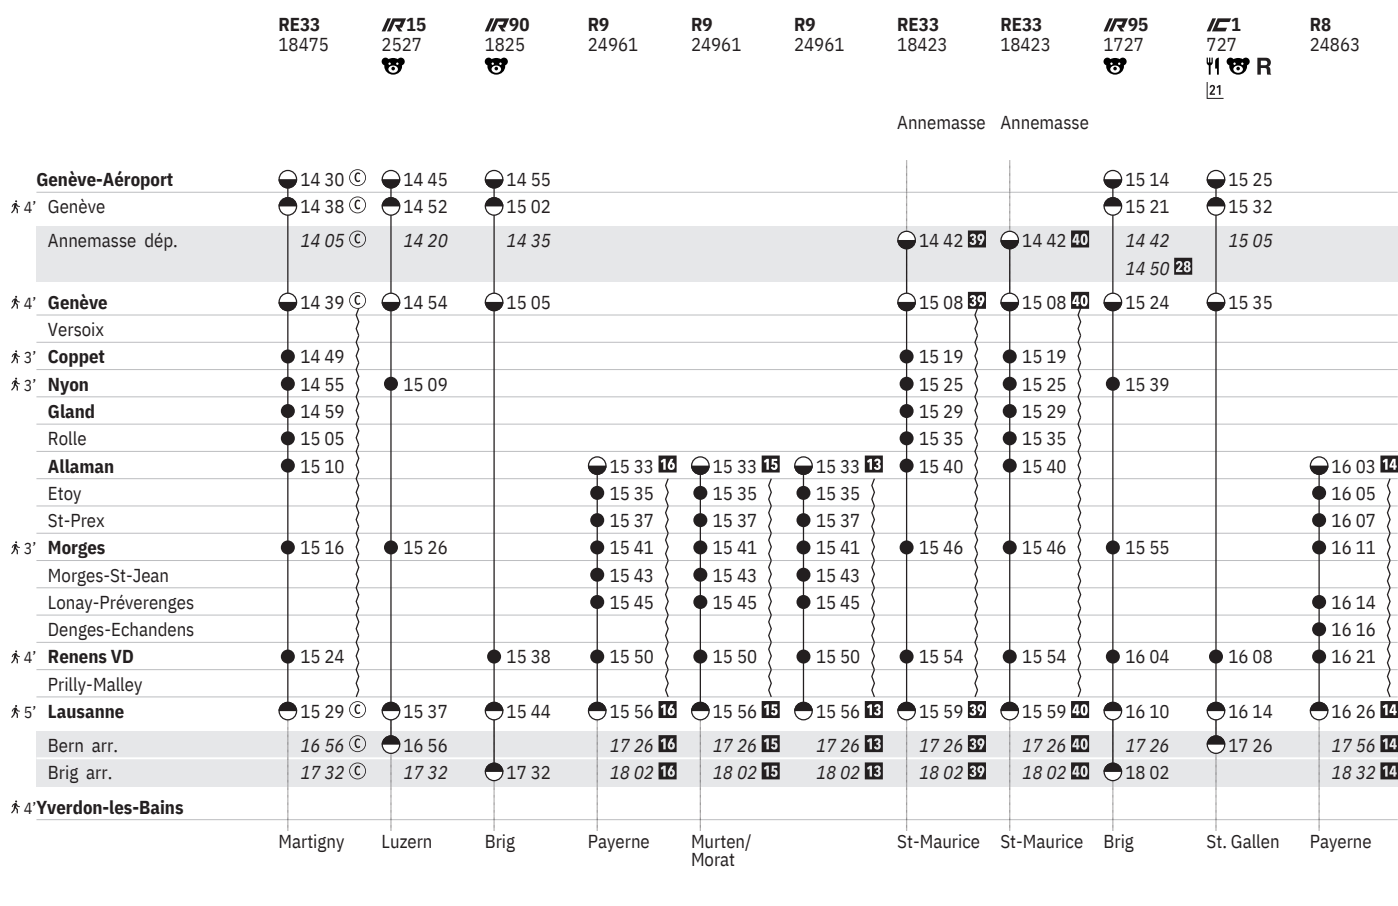 RE33 IR15 IR90 R9 R9 R9 RE33 RE33 IR95 IC1 R8
18475 2527 1825 24961 24961 24961 18423 18423 1727 727 24863
R
21
Annemasse Annemasse
Genève-Aéroport 14 30 C 14 45 14 55 15 14 15 25
4’ Genève 14 38 C 14 52 15 02 15 21 15 32
Annemasse dép. 14 05 C 14 20 14 35 14 42 39 14 42 40 14 42 15 05
14 50 28
4’ Genève 14 39 C 14 54 15 05 15 08 39 15 08 40 15 24 15 35
Versoix
3’ Coppet 14 49 15 19 15 19
3’ Nyon 14 55 15 09 15 25 15 25 15 39
Gland 14 59 15 29 15 29
Rolle 15 05 15 35 15 35
Allaman 15 10 15 33 16 15 33 15 15 33 13 15 40 15 40 16 03 14
Etoy 15 35 15 35 15 35 16 05
St-Prex 15 37 15 37 15 37 16 07
3’ Morges 15 16 15 26 15 41 15 41 15 41 15 46 15 46 15 55 16 11
Morges-St-Jean 15 43 15 43 15 43
Lonay-Préverenges 15 45 15 45 15 45 16 14
Denges-Echandens 16 16
4’ Renens VD 15 24 15 38 15 50 15 50 15 50 15 54 15 54 16 04 16 08 16 21
Prilly-Malley
5’ Lausanne 15 29 C 15 37 15 44 15 56 16 15 56 15 15 56 13 15 59 39 15 59 40 16 10 16 14 16 26 14
Bern arr. 16 56 C 16 56 17 26 16 17 26 15 17 26 13 17 26 39 17 26 40 17 26 17 26 17 56 14
Brig arr. 17 32 C 17 32 17 32 18 02 16 18 02 15 18 02 13 18 02 39 18 02 40 18 02 18 32 14
4’ Yverdon-les-Bains
Martigny Luzern Brig Payerne Murten/ St-Maurice St-Maurice Brig St. Gallen Payerne
Morat